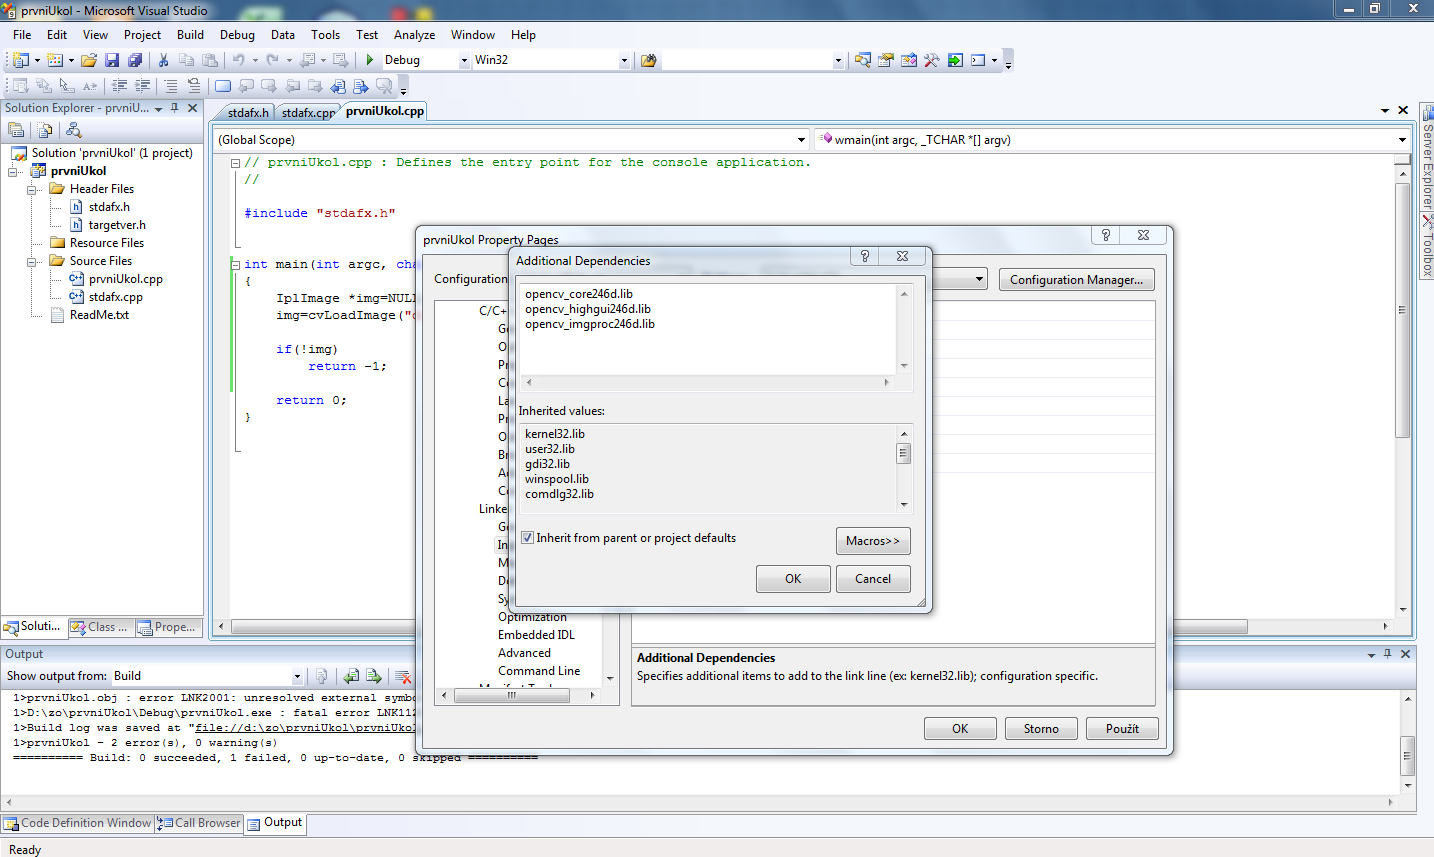 prvniUkol - Microsoft Visual Studio
File Edit View Project Build Debug Data Tools Test Analyze Window Help
Debug Win32
Solution Explorer - prvniU...
Solution 'prvniUkol' (1 project)
prvniUkol
Header Files
stdafx.h
targetver.h
Resource Files
Source Files
prvniUkol.cpp
stdafx.cpp
ReadMe.txt
Soluti... Class ... Prope...
stdafx.h stdafx.cpp prvniUkol.cpp
(Global Scope) wmain(int argc, _TCHAR *[] argv)
// prvniUkol.cpp : Defines the entry point for the console application.
//
#include "stdafx.h"
int main(int argc, cha
{
IplImage *img=NULL
img=cvLoadImage("
if(!img)
return -1;
return 0;
}
Server Explorer
Toolbox
prvniUkol Property Pages
Configuration
Configuration Manager...
C/C+
Ge
O
Pr
Co
La
Pr
O
Br
Ad
Co
Linke
Ge
In
M
De
Sy
Optimization
Embedded IDL
Advanced
Command Line
Additional Dependencies
opencv_core246d.lib
opencv_highgui246d.lib
opencv_imgproc246d.lib
Inherited values:
kernel32.lib
user32.lib
gdi32.lib
winspool.lib
comdlg32.lib
Inherit from parent or project defaults
Macros>>
OK Cancel
Additional Dependencies
Specifies additional items to add to the link line (ex: kernel32.lib); configuration specific.
OK Storno Použít
Output
Show output from: Build
1>prvniUkol.obj : error LNK2001: unresolved external symbo
1>D:\zo\prvniUkol\Debug\prvniUkol.exe : fatal error LNK112
1>Build log was saved at "file://d:\zo\prvniUkol\prvniUkol
1>prvniUkol - 2 error(s), 0 warning(s)
========== Build: 0 succeeded, 1 failed, 0 up-to-date, 0 skipped ==========
Code Definition Window Call Browser Output
Ready